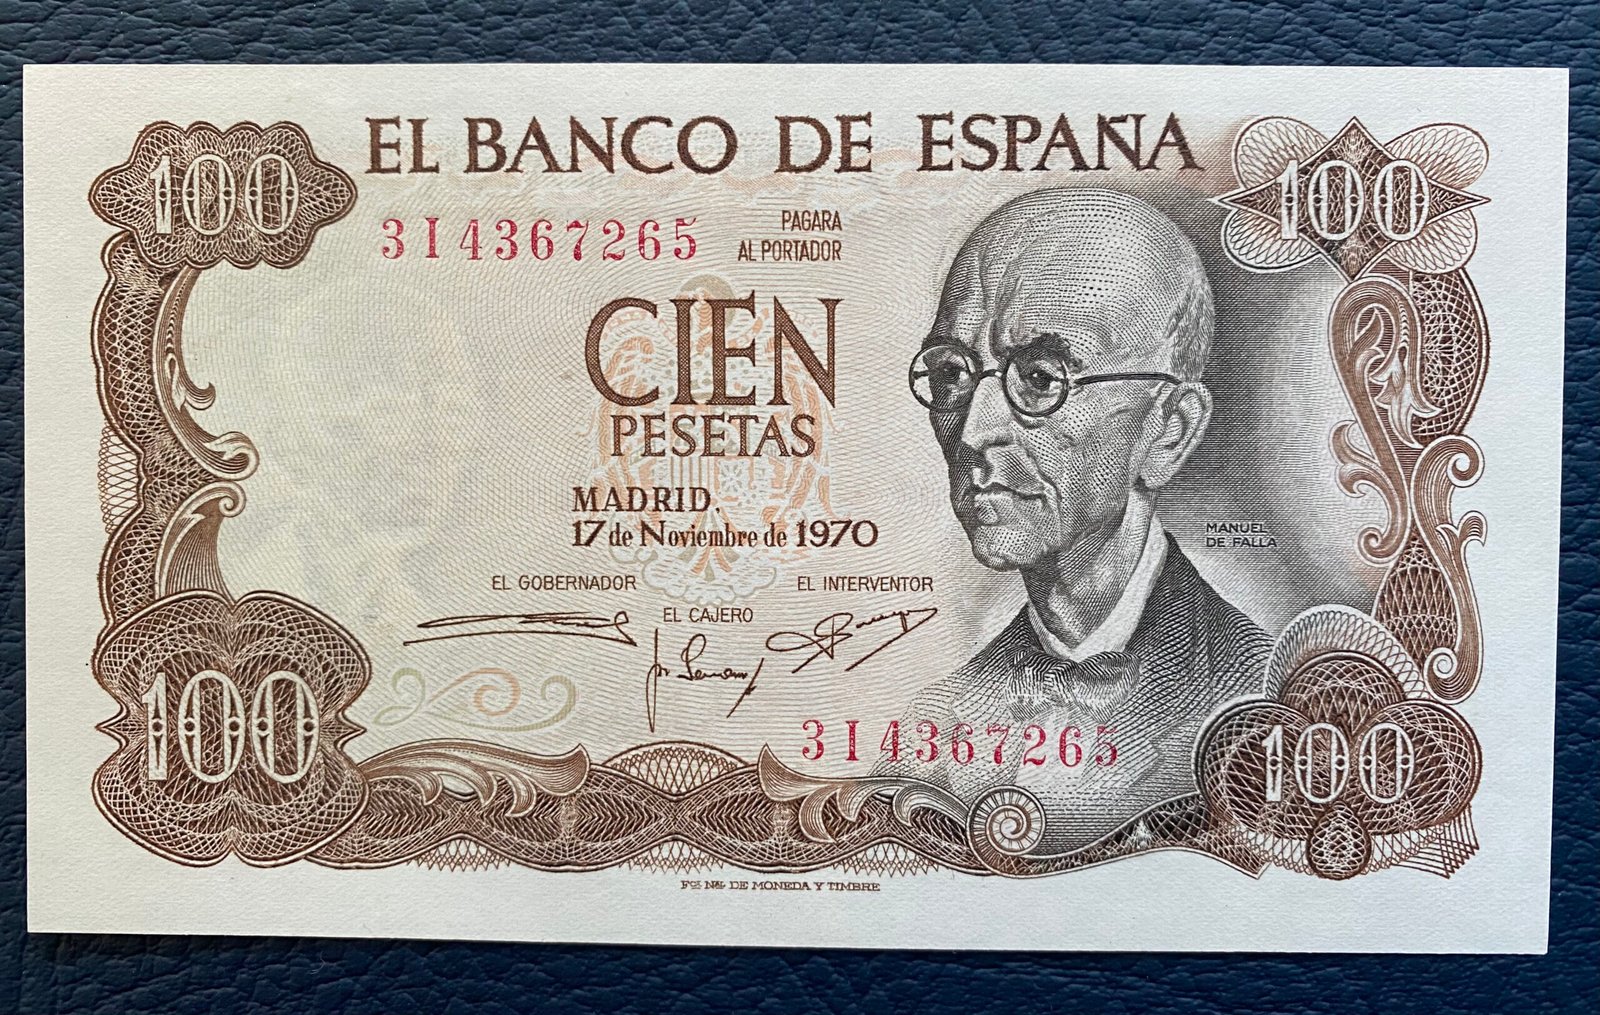 EL BANCO DE ESPAÑA
100
100
3I4367265
PAGARA
AL PORTADOR
CIEN
PESETAS
MADRID,
17 de Noviembre de 1970
MANUEL
DE FALLA
EL GOBERNADOR
EL INTERVENTOR
EL CAJERO
3I4367265
100
100
Fca Nal DE MONEDA Y TIMBRE